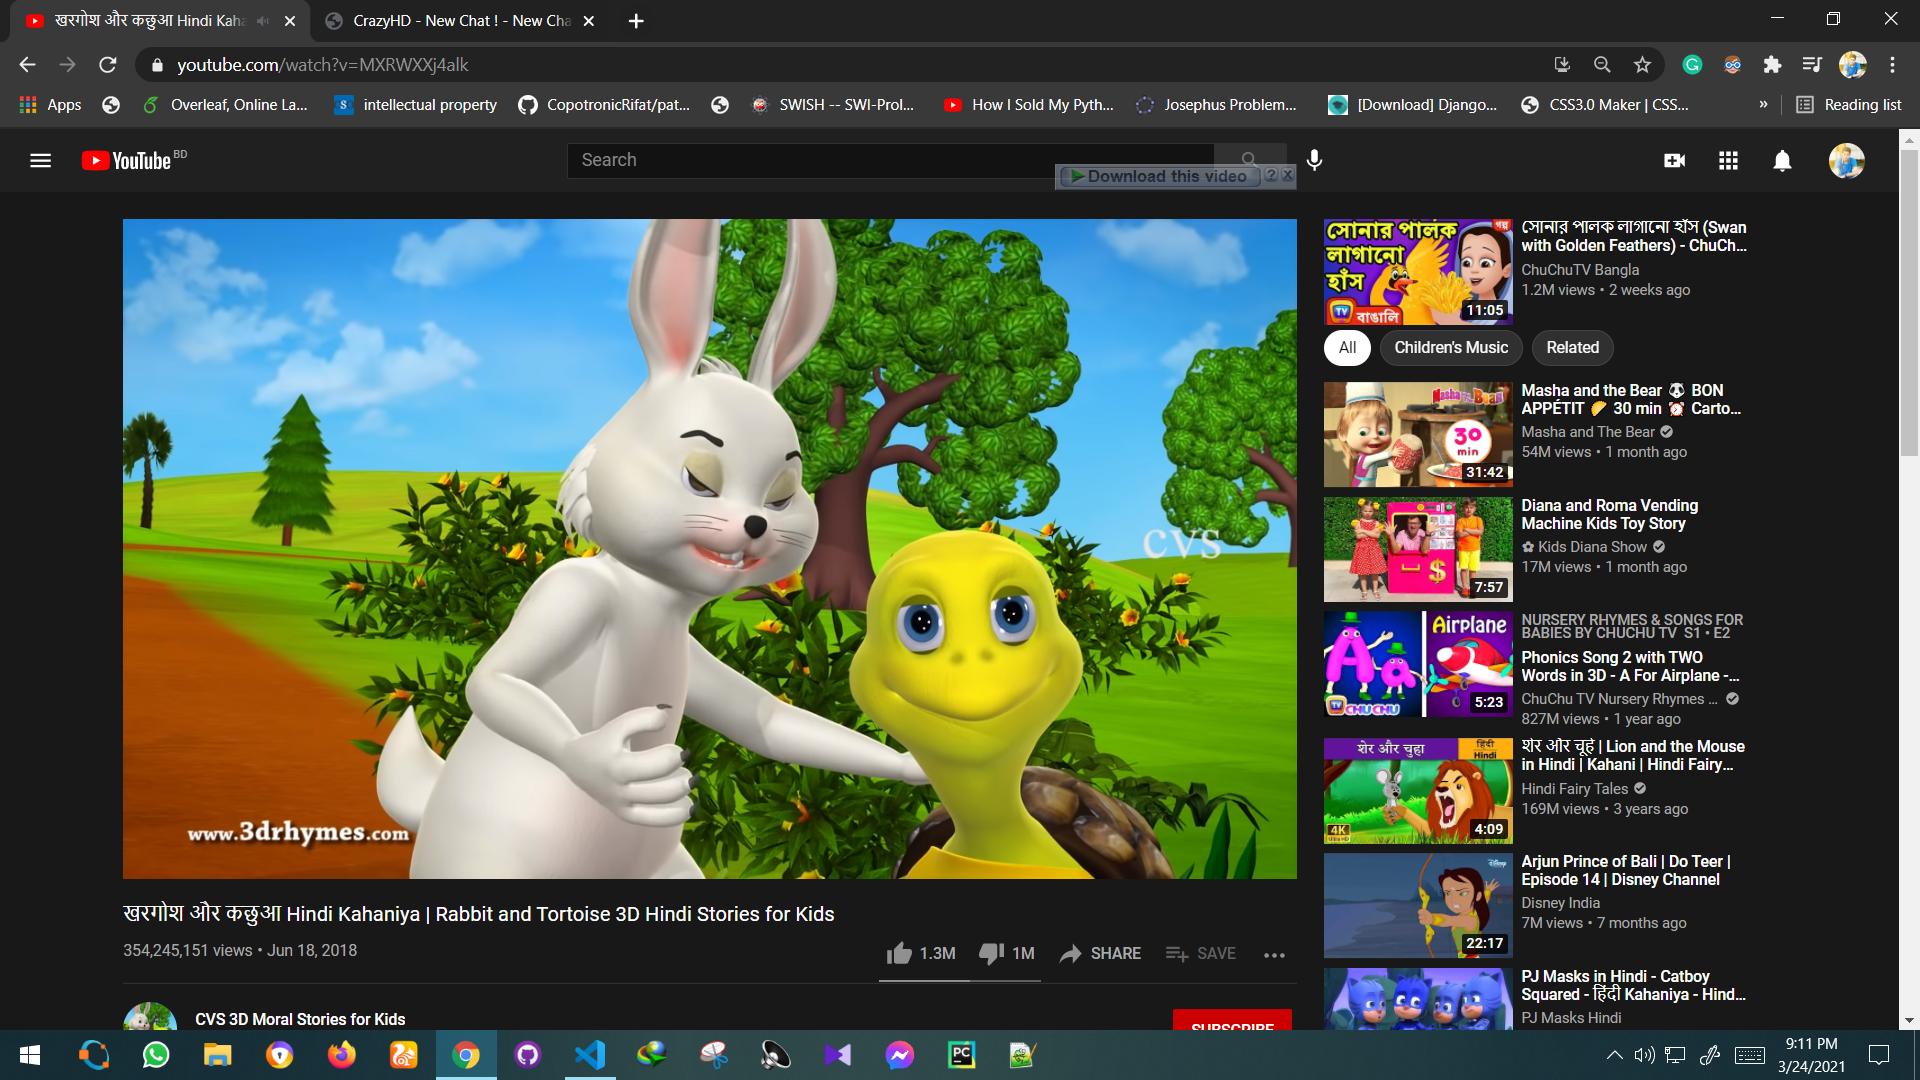 खरगोश और कछुआ Hindi Kaha
CrazyHD - New Chat ! - New Cha
youtube.com/watch?v=MXRWXXj4alk
Apps
Overleaf, Online La...
intellectual property
CopotronicRifat/pat...
SWISH -- SWI-Prol...
How I Sold My Pyth...
Josephus Problem...
[Download] Django...
CSS3.0 Maker | CSS...
»
Reading list
YouTube BD
Search
Download this video
CVS
www.3drhymes.com
खरगोश और कछुआ Hindi Kahaniya | Rabbit and Tortoise 3D Hindi Stories for Kids
354,245,151 views • Jun 18, 2018
1.3M
1M
SHARE
SAVE
CVS 3D Moral Stories for Kids
SUBSCRIBE
সোনার পালক
লাগানো
হাঁস
গল্প
TV বাঙালি
11:05
সোনার পালক লাগানো হাঁস (Swan
with Golden Feathers) - ChuCh...
ChuChuTV Bangla
1.2M views • 2 weeks ago
All
Children's Music
Related
Masha and the Bear
30
min
31:42
Masha and the Bear 🐼 BON
APPÉTIT 🌮 30 min ⏰ Carto...
Masha and The Bear
54M views • 1 month ago
$
7:57
Diana and Roma Vending
Machine Kids Toy Story
✿ Kids Diana Show
17M views • 1 month ago
Aa
Airplane
TV CHUCHU
5:23
NURSERY RHYMES & SONGS FOR
BABIES BY CHUCHU TV S1 • E2
Phonics Song 2 with TWO
Words in 3D - A For Airplane -...
ChuChu TV Nursery Rhymes ...
827M views • 1 year ago
शेर और चुहा
हिंदी
Hindi
4K
4:09
शेर और चूहे | Lion and the Mouse
in Hindi | Kahani | Hindi Fairy...
Hindi Fairy Tales
169M views • 3 years ago
Disney
22:17
Arjun Prince of Bali | Do Teer |
Episode 14 | Disney Channel
Disney India
7M views • 7 months ago
PJ Masks in Hindi - Catboy
Squared - हिंदी Kahaniya - Hind...
PJ Masks Hindi
PC
9:11 PM
3/24/2021